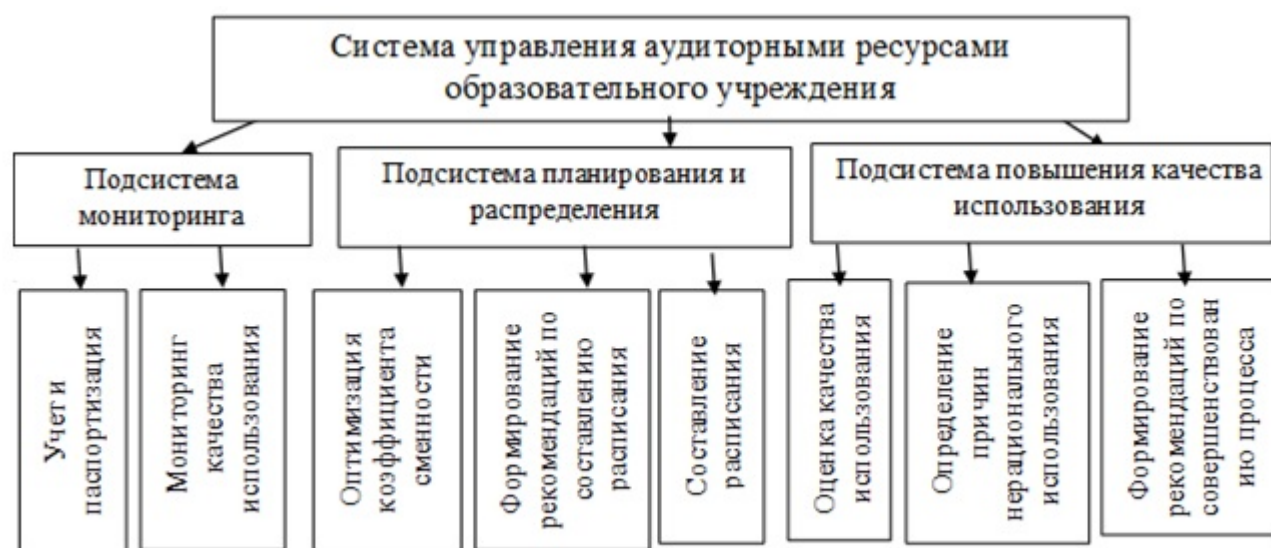 Система управления аудиторными ресурсами
образовательного учреждения
Подсистема
мониторинга
Подсистема планирования и
распределения
Подсистема повышения качества
использования
Учет и
паспортизация
Мониторинг
качества
использования
Оптимизация
коэффициента
сменности
Формирование
рекомендаций по
составлению
расписания
Составление
расписания
Оценка качества
использования
Определение
причин
нерационального
использования
Формирование
рекомендаций по
совершенствован
ию процесса